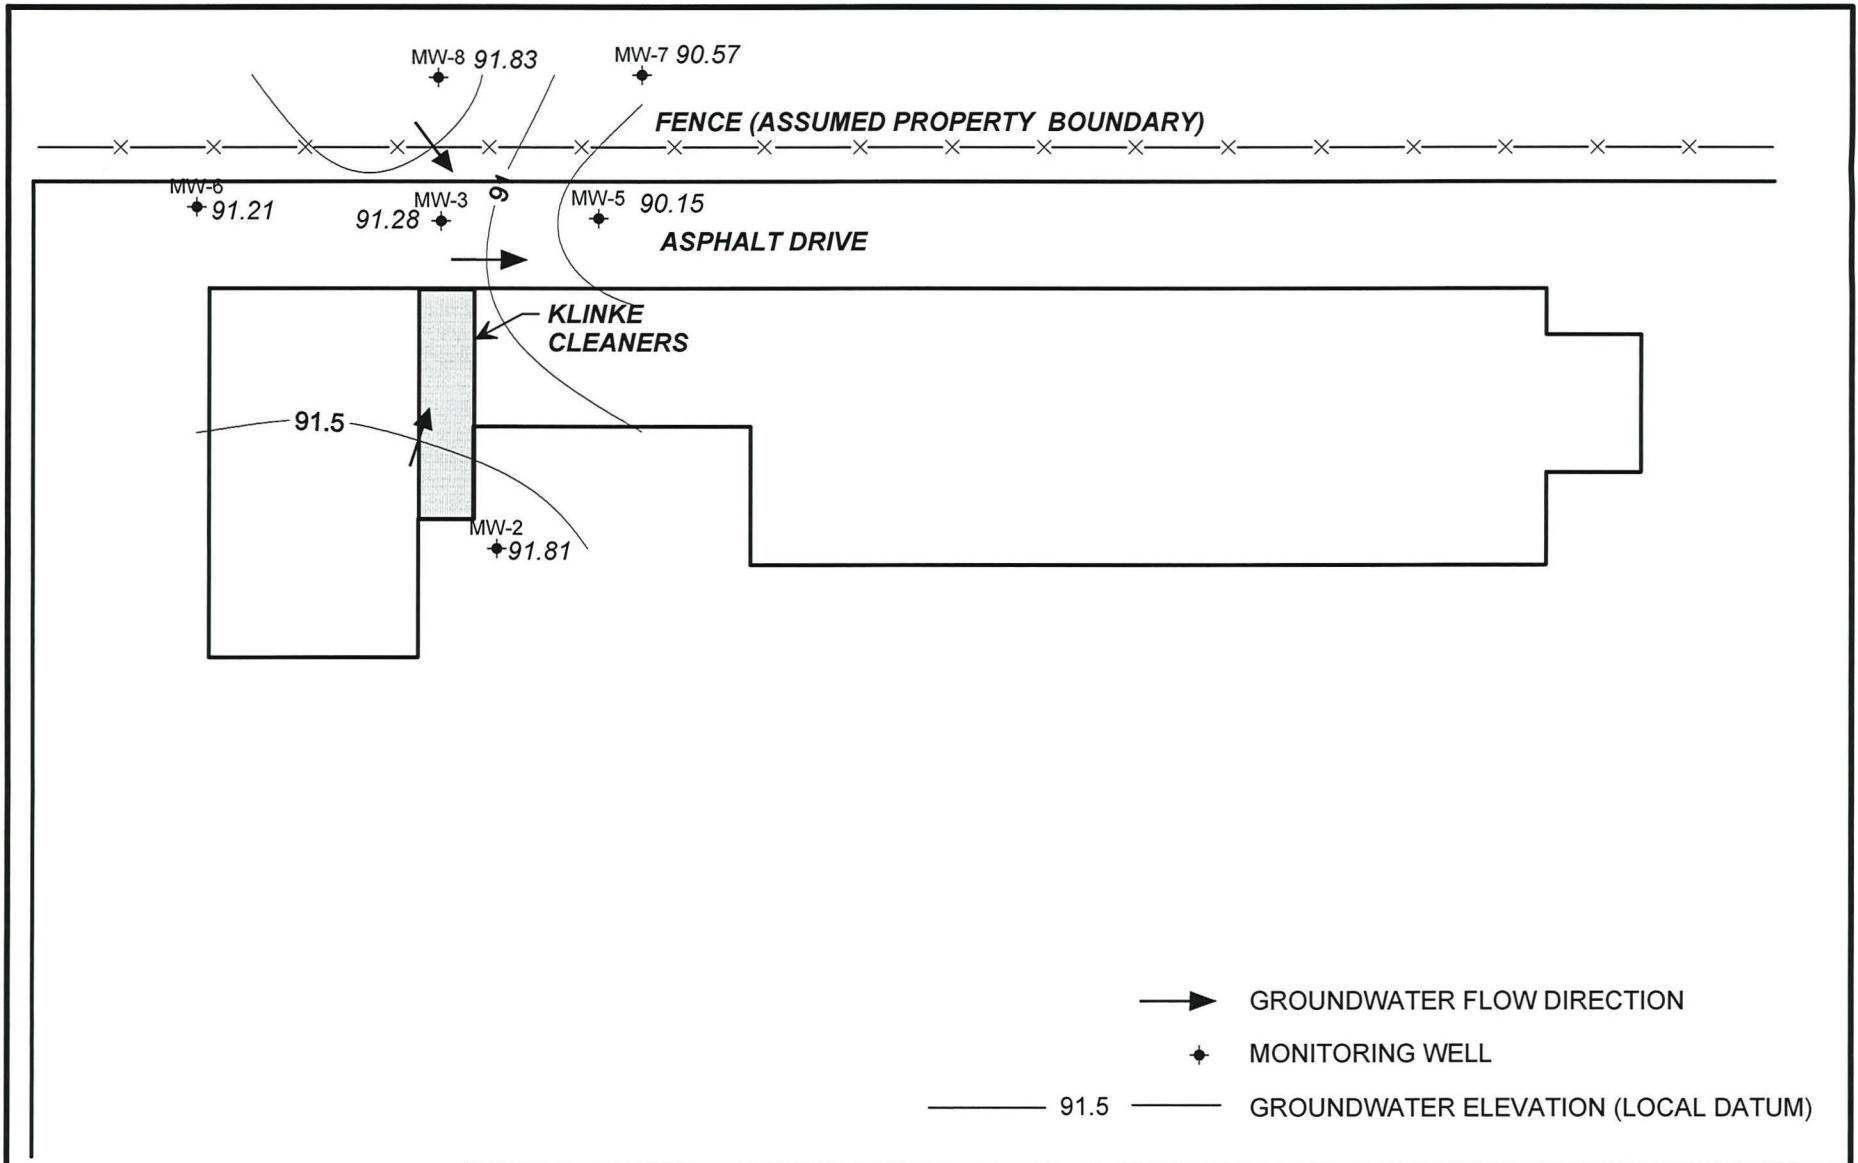 MW-8 91.83
MW-7 90.57
FENCE (ASSUMED PROPERTY BOUNDARY)
MW-6
91.21
MW-3
91.28
91
MW-5 90.15
ASPHALT DRIVE
KLINKE
CLEANERS
91.5
MW-2
91.81
GROUNDWATER FLOW DIRECTION
MONITORING WELL
91.5 GROUNDWATER ELEVATION (LOCAL DATUM)